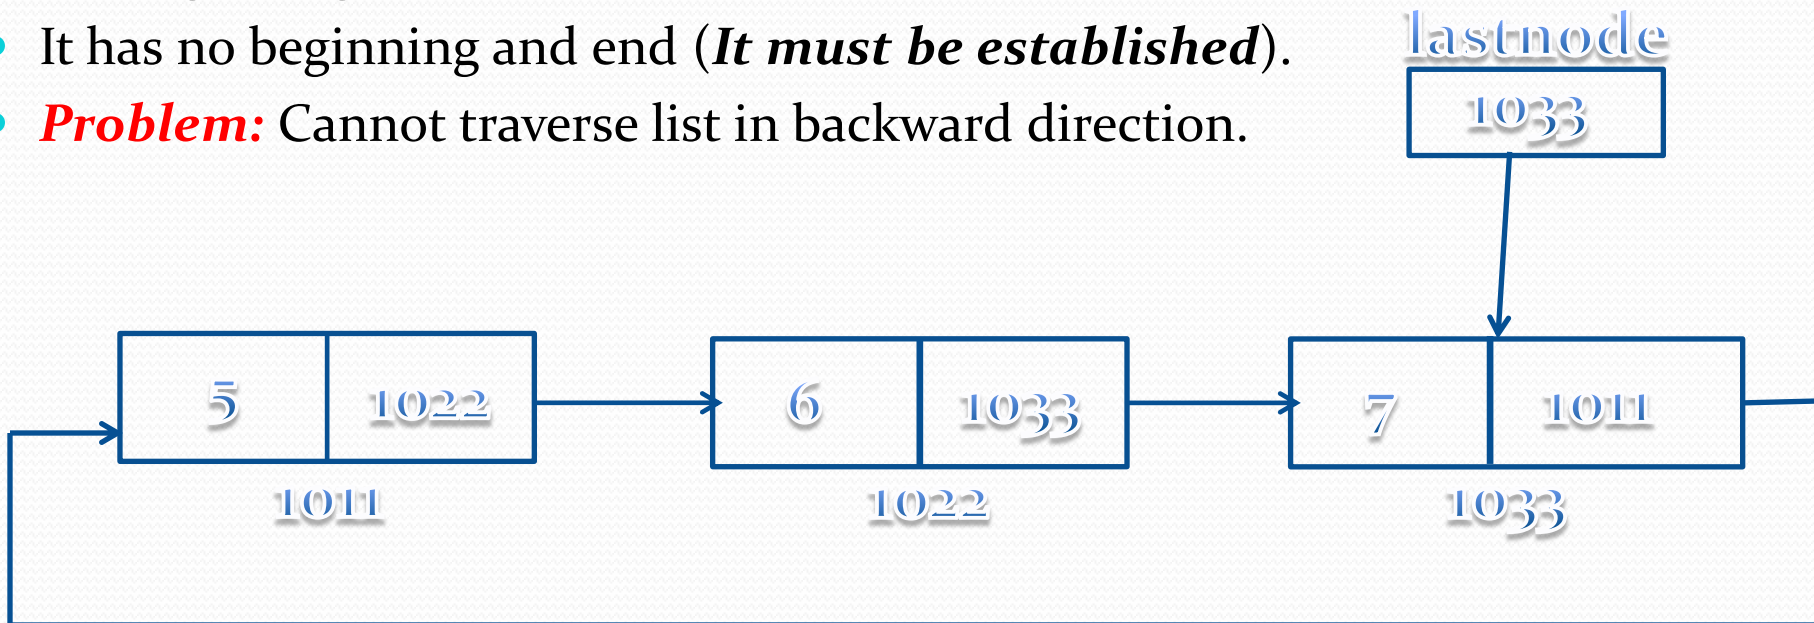 It has no beginning and end (It must be established).
Problem: Cannot traverse list in backward direction.
lastnode
1033
5 1022 6 1033 7 1011
1011 1022 1033